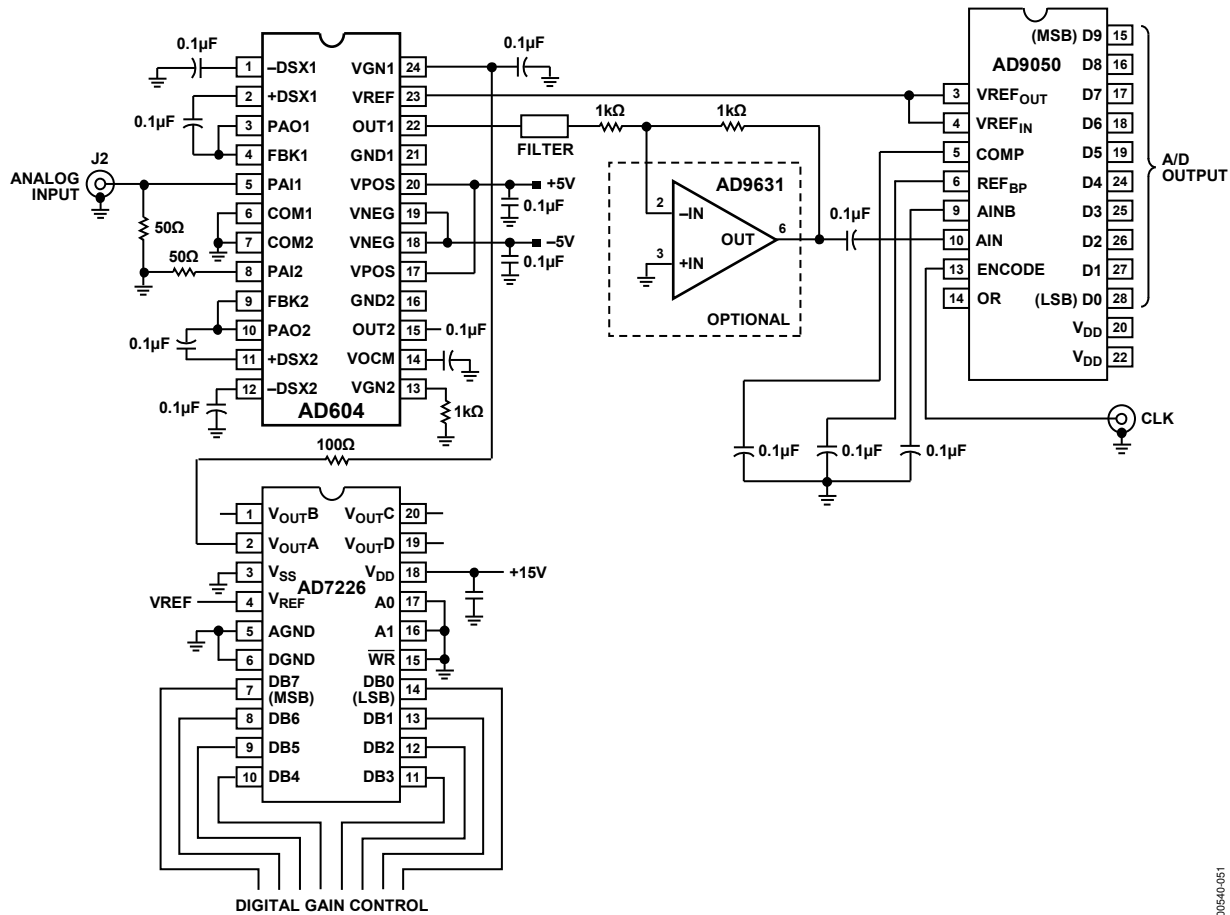 0.1µF
1 –DSX1
2 +DSX1
0.1µF
3 PAO1
4 FBK1
J2
ANALOG
INPUT
5 PAI1
6 COM1
50Ω
7 COM2
50Ω
8 PAI2
9 FBK2
10 PAO2
0.1µF
11 +DSX2
12 –DSX2
0.1µF
VGN1 24
0.1µF
VREF 23
OUT1 22
GND1 21
VPOS 20
+5V
0.1µF
VNEG 19
VNEG 18
–5V
0.1µF
VPOS 17
GND2 16
OUT2 15
0.1µF
VOCM 14
VGN2 13
1kΩ
AD604
100Ω
FILTER
1kΩ
1kΩ
AD9631
2 –IN
OUT 6
3 +IN
OPTIONAL
0.1µF
AD9050
3 VREFOUT
4 VREFIN
5 COMP
6 REFBP
9 AINB
10 AIN
13 ENCODE
14 OR
(MSB) D9 15
D8 16
D7 17
D6 18
D5 19
D4 24
D3 25
D2 26
D1 27
(LSB) D0 28
VDD 20
VDD 22
A/D
OUTPUT
CLK
0.1µF
0.1µF
0.1µF
1 VOUTB
2 VOUTA
3 VSS
VREF
4 VREF
5 AGND
6 DGND
7 DB7
(MSB)
8 DB6
9 DB5
10 DB4
AD7226
VOUTC 20
VOUTD 19
VDD 18
+15V
A0 17
A1 16
WR 15
DB0 14
(LSB)
DB1 13
DB2 12
DB3 11
DIGITAL GAIN CONTROL
00540-051